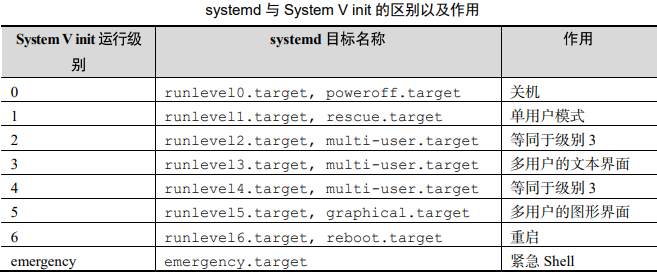 systemd 与 System V init 的区别以及作用
System V init 运行级别 systemd 目标名称 作用
0 runlevel0.target, poweroff.target 关机
1 runlevel1.target, rescue.target 单用户模式
2 runlevel2.target, multi-user.target 等同于级别 3
3 runlevel3.target, multi-user.target 多用户的文本界面
4 runlevel4.target, multi-user.target 等同于级别 3
5 runlevel5.target, graphical.target 多用户的图形界面
6 runlevel6.target, reboot.target 重启
emergency emergency.target 紧急 Shell